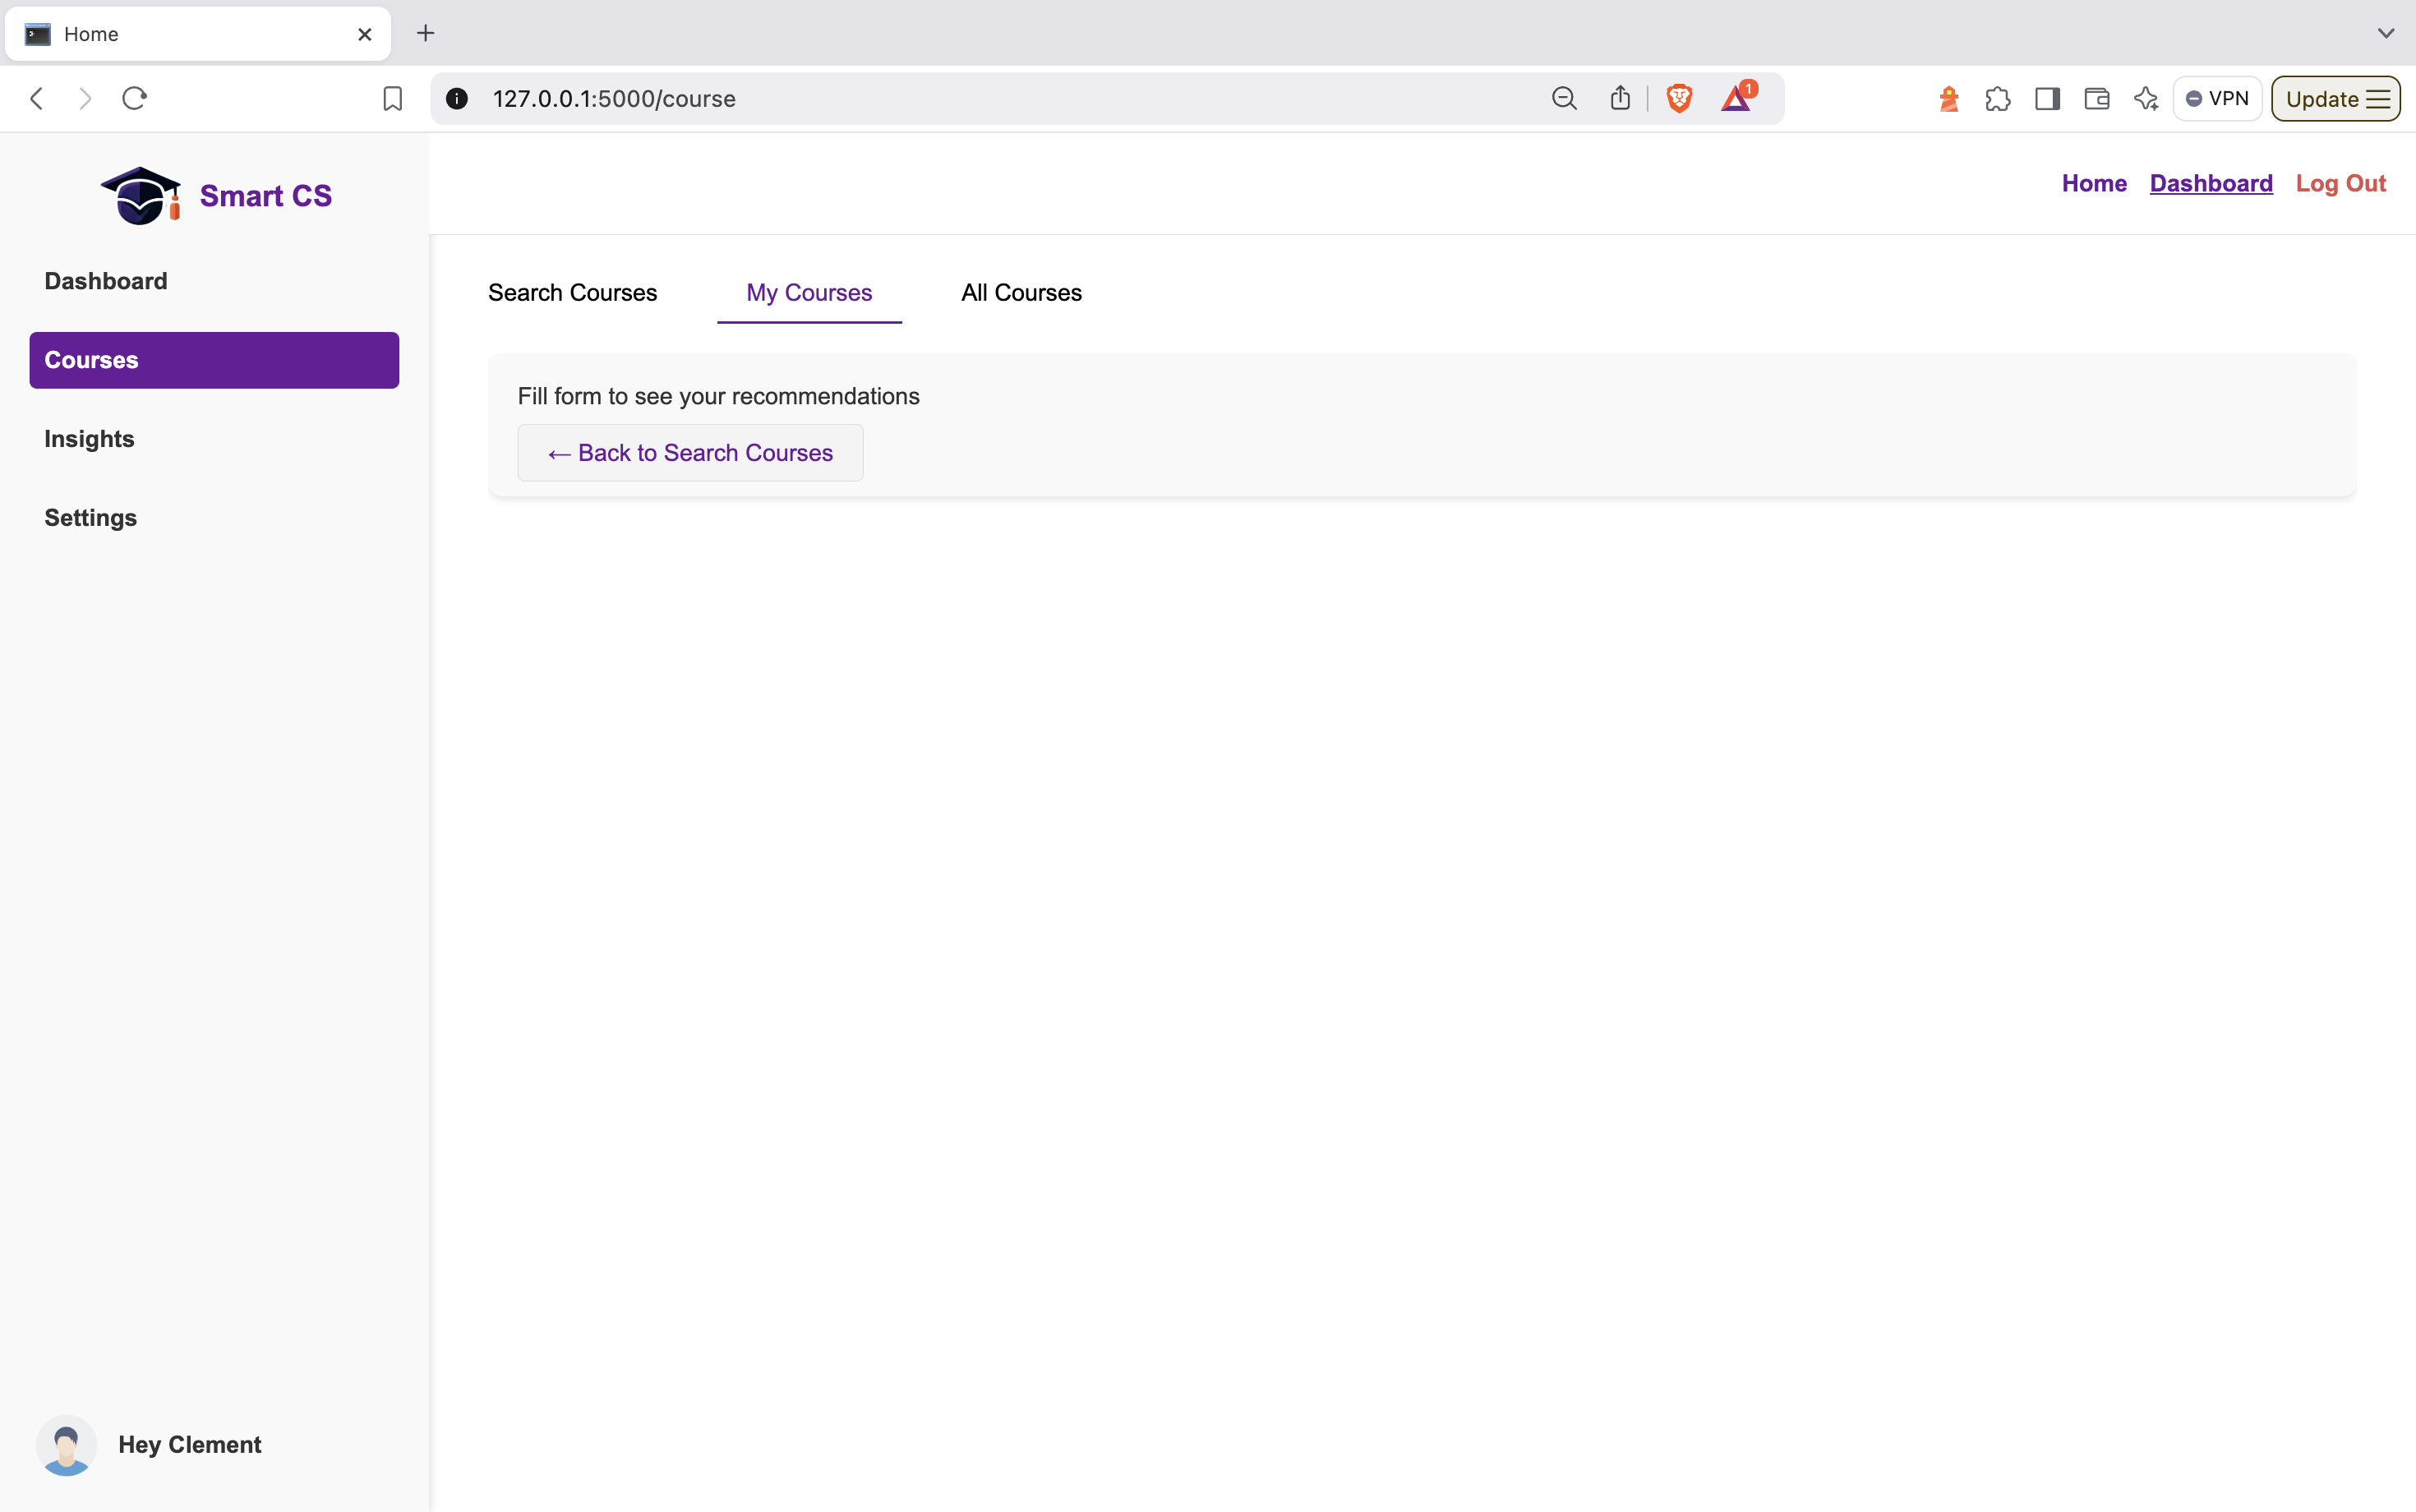 Home
127.0.0.1:5000/course
1
VPN
Update
Smart CS
Home Dashboard Log Out
Dashboard
Courses
Insights
Settings
Search Courses My Courses All Courses
Fill form to see your recommendations
← Back to Search Courses
Hey Clement